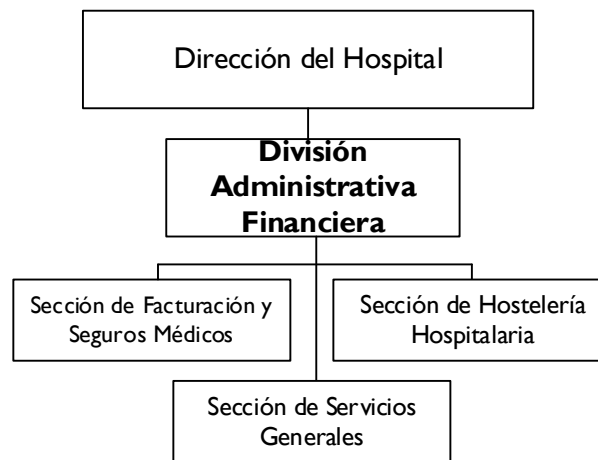 Dirección del Hospital
División
Administrativa
Financiera
Sección de Facturación y
Seguros Médicos
Sección de Hostelería
Hospitalaria
Sección de Servicios
Generales